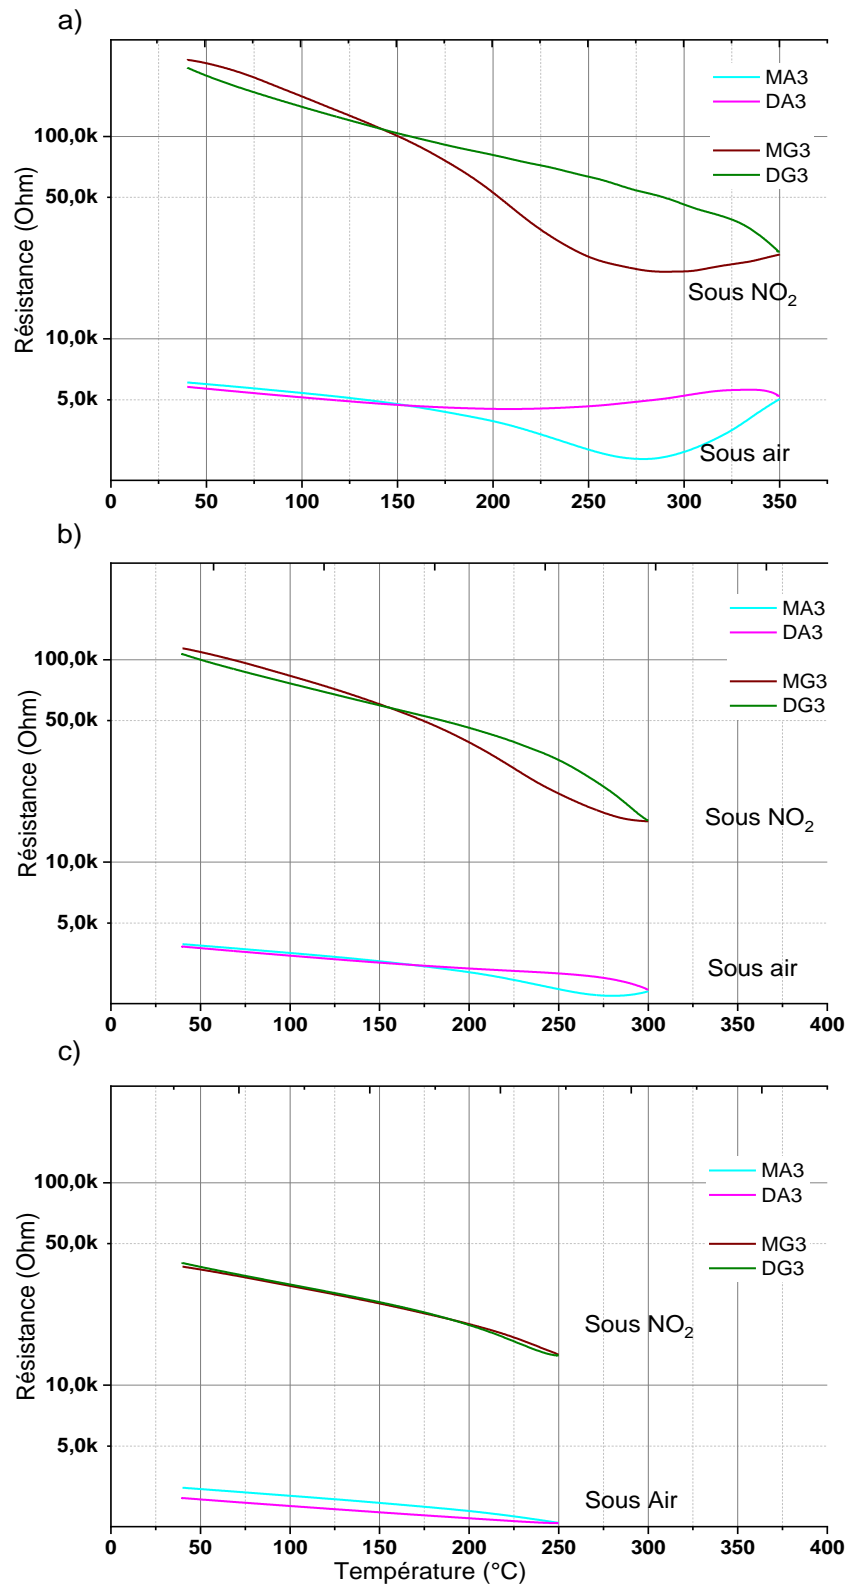 a)
Résistance (Ohm)
100,0k
50,0k
10,0k
5,0k
MA3
DA3
MG3
DG3
Sous NO₂
Sous air
0 50 100 150 200 250 300 350
b)
Résistance (Ohm)
100,0k
50,0k
10,0k
5,0k
MA3
DA3
MG3
DG3
Sous NO₂
Sous air
0 50 100 150 200 250 300 350 400
c)
Résistance (Ohm)
100,0k
50,0k
10,0k
5,0k
MA3
DA3
MG3
DG3
Sous NO₂
Sous Air
0 50 100 150 200 250 300 350 400
Température (°C)